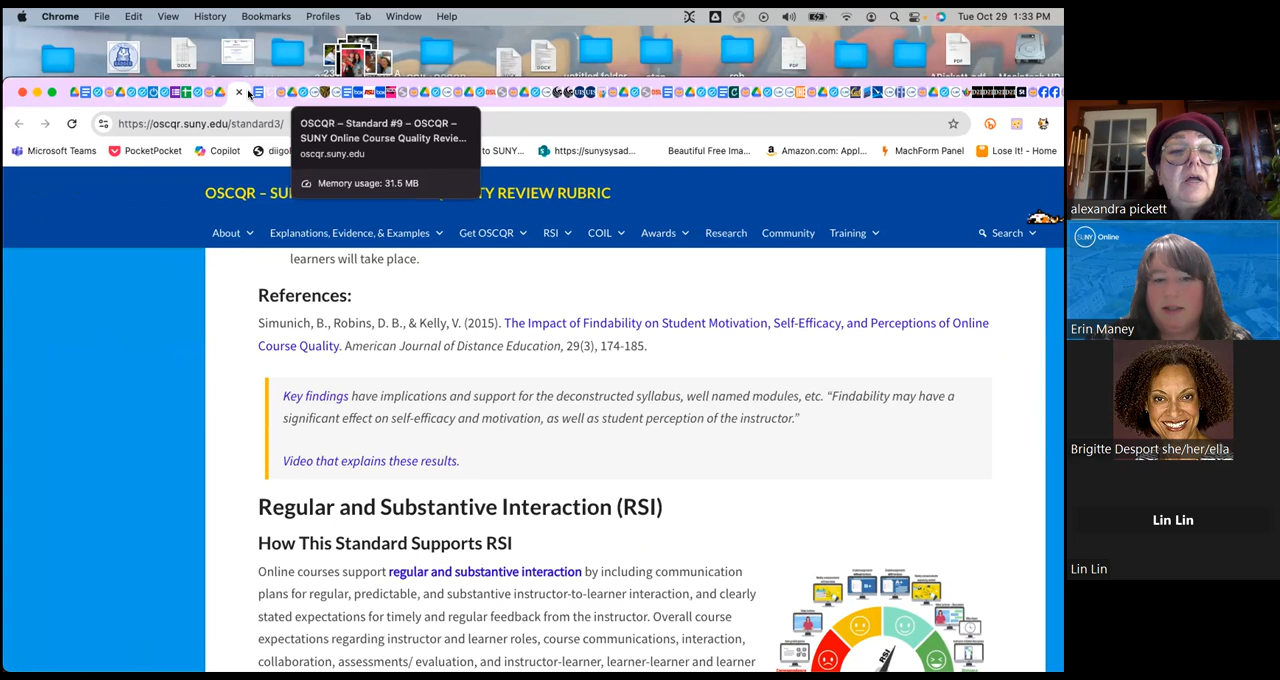 Chrome File Edit View History Bookmarks Profiles Tab Window Help Tue Oct 29 1:33 PM
DOCX
untitled folder
PDF
https://oscqr.suny.edu/standard3/
OSCQR – Standard #9 – OSCQR –
SUNY Online Course Quality Revie...
oscqr.suny.edu
Memory usage: 31.5 MB
Microsoft Teams PocketPocket Copilot to SUNY... https://sunysysad... Beautiful Free Ima... Amazon.com: Appl... MachForm Panel Lose It! - Home
OSCQR – QUALITY REVIEW RUBRIC
About Explanations, Evidence, & Examples Get OSCQR RSI COIL Awards Research Community Training Search
learners will take place.
References:
Simunich, B., Robins, D. B., & Kelly, V. (2015). The Impact of Findability on Student Motivation, Self-Efficacy, and Perceptions of Online
Course Quality. American Journal of Distance Education, 29(3), 174-185.
Key findings have implications and support for the deconstructed syllabus, well named modules, etc. “Findability may have a
significant effect on self-efficacy and motivation, as well as student perception of the instructor.”
Video that explains these results.
Regular and Substantive Interaction (RSI)
How This Standard Supports RSI
Online courses support regular and substantive interaction by including communication
plans for regular, predictable, and substantive instructor-to-learner interaction, and clearly
stated expectations for timely and regular feedback from the instructor. Overall course
expectations regarding instructor and learner roles, course communications, interaction,
collaboration, assessments/ evaluation, and instructor-learner, learner-learner and learner
RSI
alexandra pickett
SUNY Online
Erin Maney
Brigitte Desport she/her/ella
Lin Lin
Lin Lin